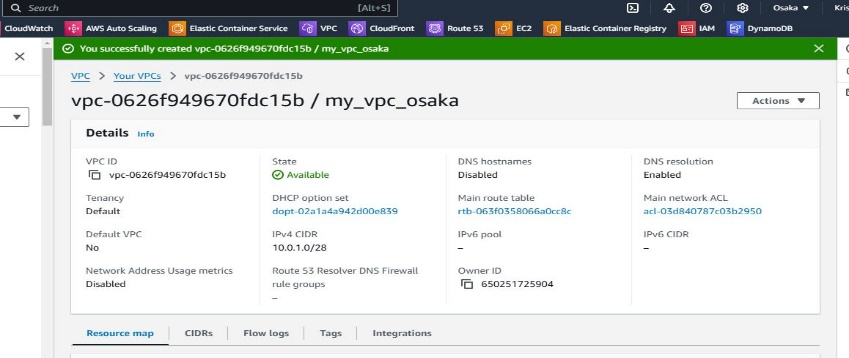 Search [Alt+S] Osaka Kris
CloudWatch AWS Auto Scaling Elastic Container Service VPC CloudFront Route 53 EC2 Elastic Container Registry IAM DynamoDB
You successfully created vpc-0626f949670fdc15b / my_vpc_osaka
VPC > Your VPCs > vpc-0626f949670fdc15b
vpc-0626f949670fdc15b / my_vpc_osaka Actions
Details Info
VPC ID State DNS hostnames DNS resolution
vpc-0626f949670fdc15b Available Disabled Enabled
Tenancy DHCP option set Main route table Main network ACL
Default dopt-02a1a4a942d00e839 rtb-063f0358066a0cc8c acl-03d840787c03b2950
Default VPC IPv4 CIDR IPv6 pool IPv6 CIDR
No 10.0.1.0/28 – –
Network Address Usage metrics Route 53 Resolver DNS Firewall Owner ID
Disabled rule groups 650251725904
–
Resource map CIDRs Flow logs Tags Integrations